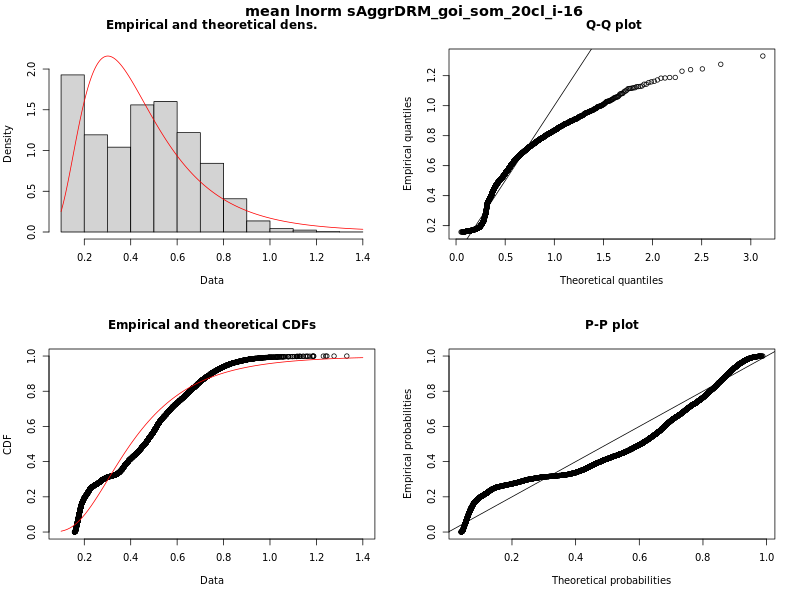 mean lnorm sAggrDRM_goi_som_20cl_i-16
Empirical and theoretical dens.
Density
0.0 0.5 1.0 1.5 2.0
0.2 0.4 0.6 0.8 1.0 1.2 1.4
Data
Q-Q plot
Empirical quantiles
0.2 0.4 0.6 0.8 1.0 1.2
0.0 0.5 1.0 1.5 2.0 2.5 3.0
Theoretical quantiles
Empirical and theoretical CDFs
CDF
0.0 0.2 0.4 0.6 0.8 1.0
0.2 0.4 0.6 0.8 1.0 1.2 1.4
Data
P-P plot
Empirical probabilities
0.0 0.2 0.4 0.6 0.8 1.0
0.2 0.4 0.6 0.8 1.0
Theoretical probabilities